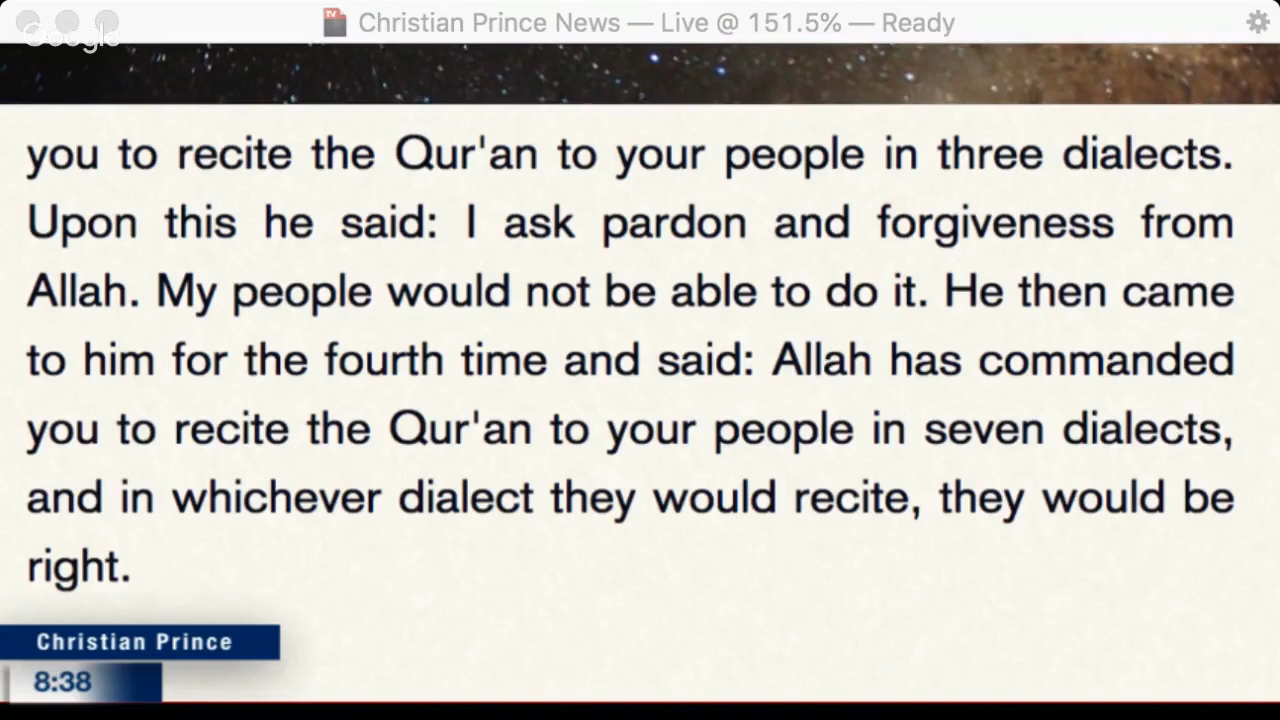 Christian Prince News — Live @ 151.5% — Ready
Google
you to recite the Qur'an to your people in three dialects.
Upon this he said: I ask pardon and forgiveness from
Allah. My people would not be able to do it. He then came
to him for the fourth time and said: Allah has commanded
you to recite the Qur'an to your people in seven dialects,
and in whichever dialect they would recite, they would be
right.
Christian Prince
8:38